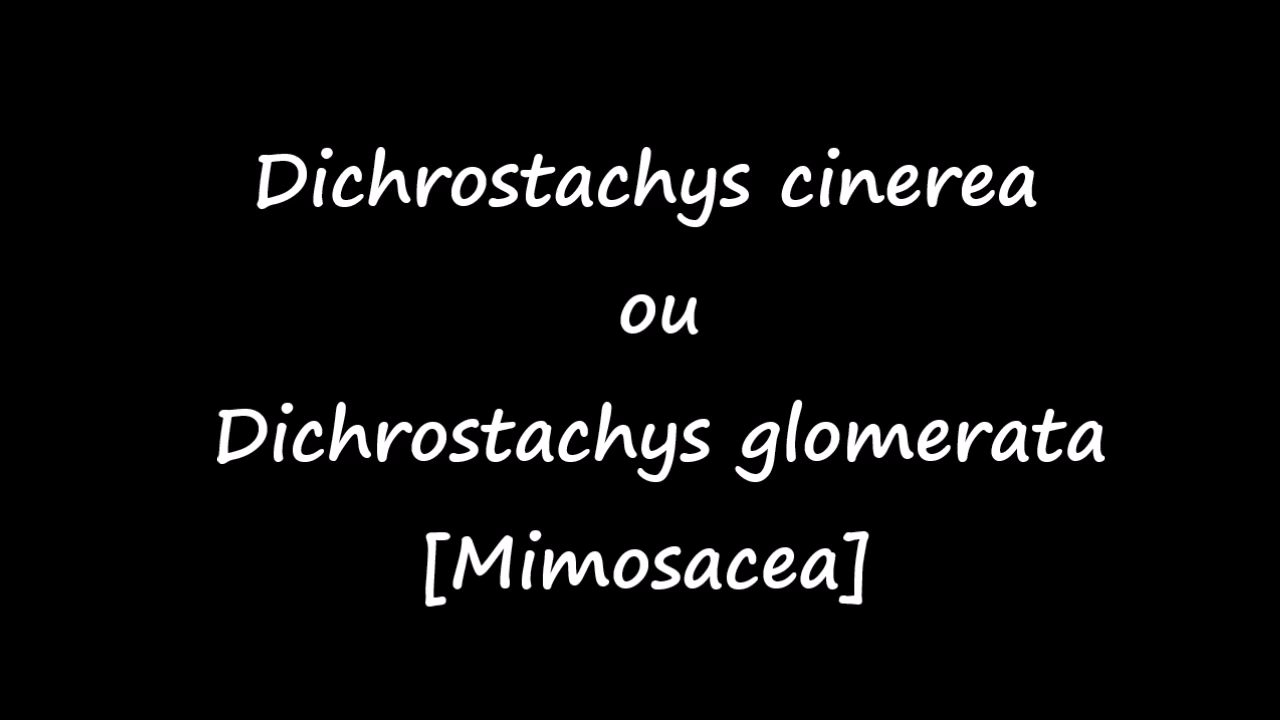 Dichrostachys cinerea
ou
Dichrostachys glomerata
[Mimosacea]